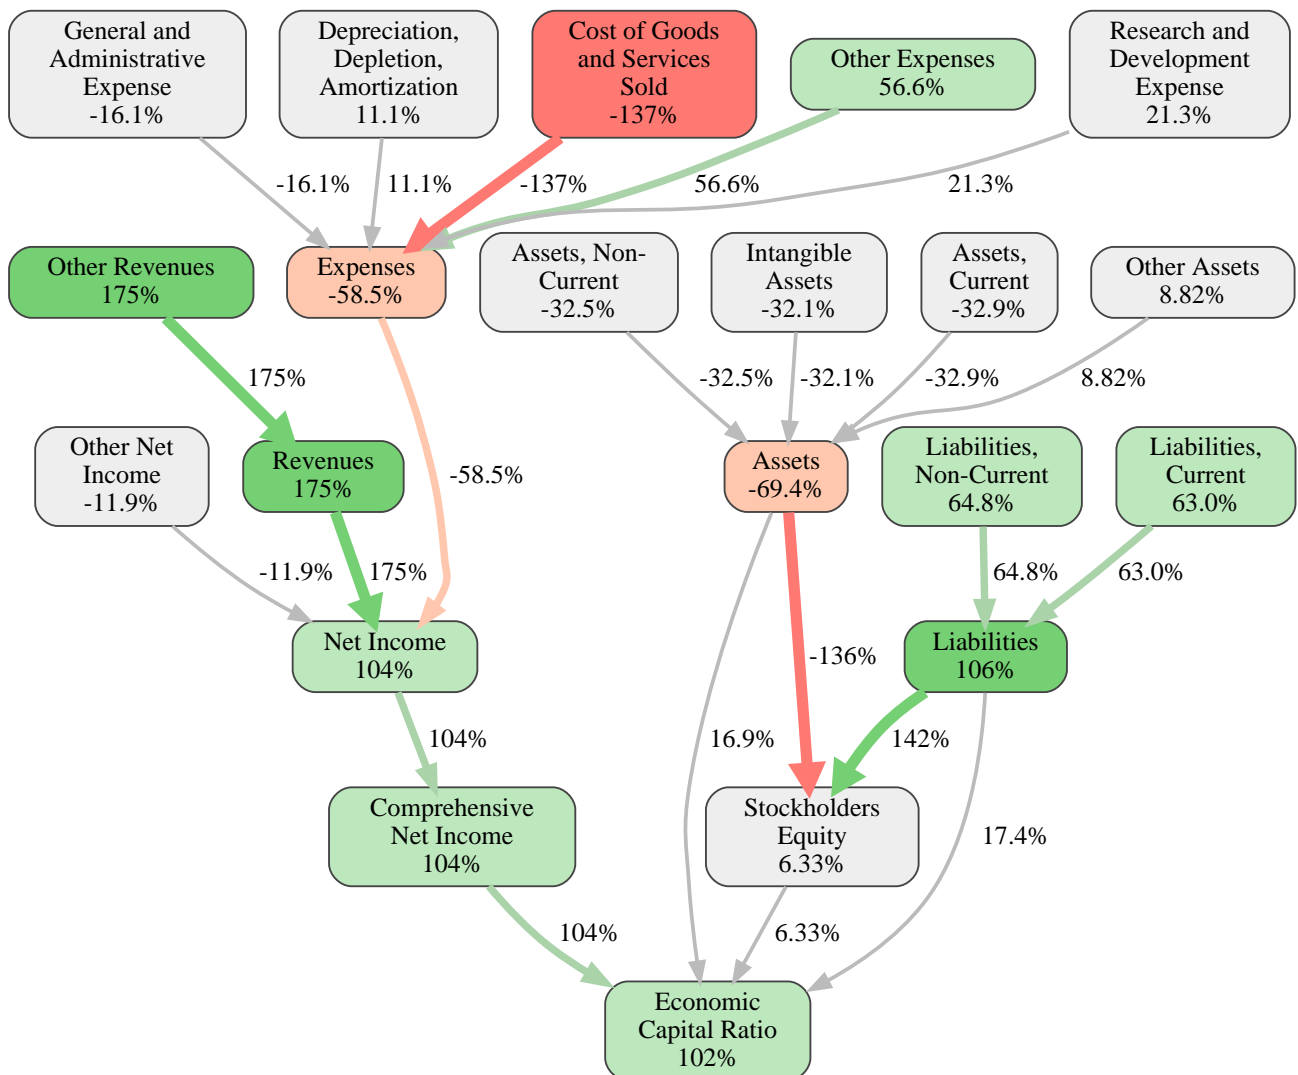 General and
Administrative
Expense
-16.1%
Depreciation,
Depletion,
Amortization
11.1%
Cost of Goods
and Services
Sold
-137%
Other Expenses
56.6%
Research and
Development
Expense
21.3%
-16.1%
11.1%
-137%
56.6%
21.3%
Other Revenues
175%
Expenses
-58.5%
Assets, Non-
Current
-32.5%
Intangible
Assets
-32.1%
Assets,
Current
-32.9%
Other Assets
8.82%
175%
-32.5%
-32.1%
-32.9%
8.82%
Other Net
Income
-11.9%
Revenues
175%
-58.5%
Assets
-69.4%
Liabilities,
Non-Current
64.8%
Liabilities,
Current
63.0%
-11.9%
175%
64.8%
63.0%
Net Income
104%
-136%
Liabilities
106%
104%
16.9%
142%
Comprehensive
Net Income
104%
Stockholders
Equity
6.33%
17.4%
104%
6.33%
Economic
Capital Ratio
102%